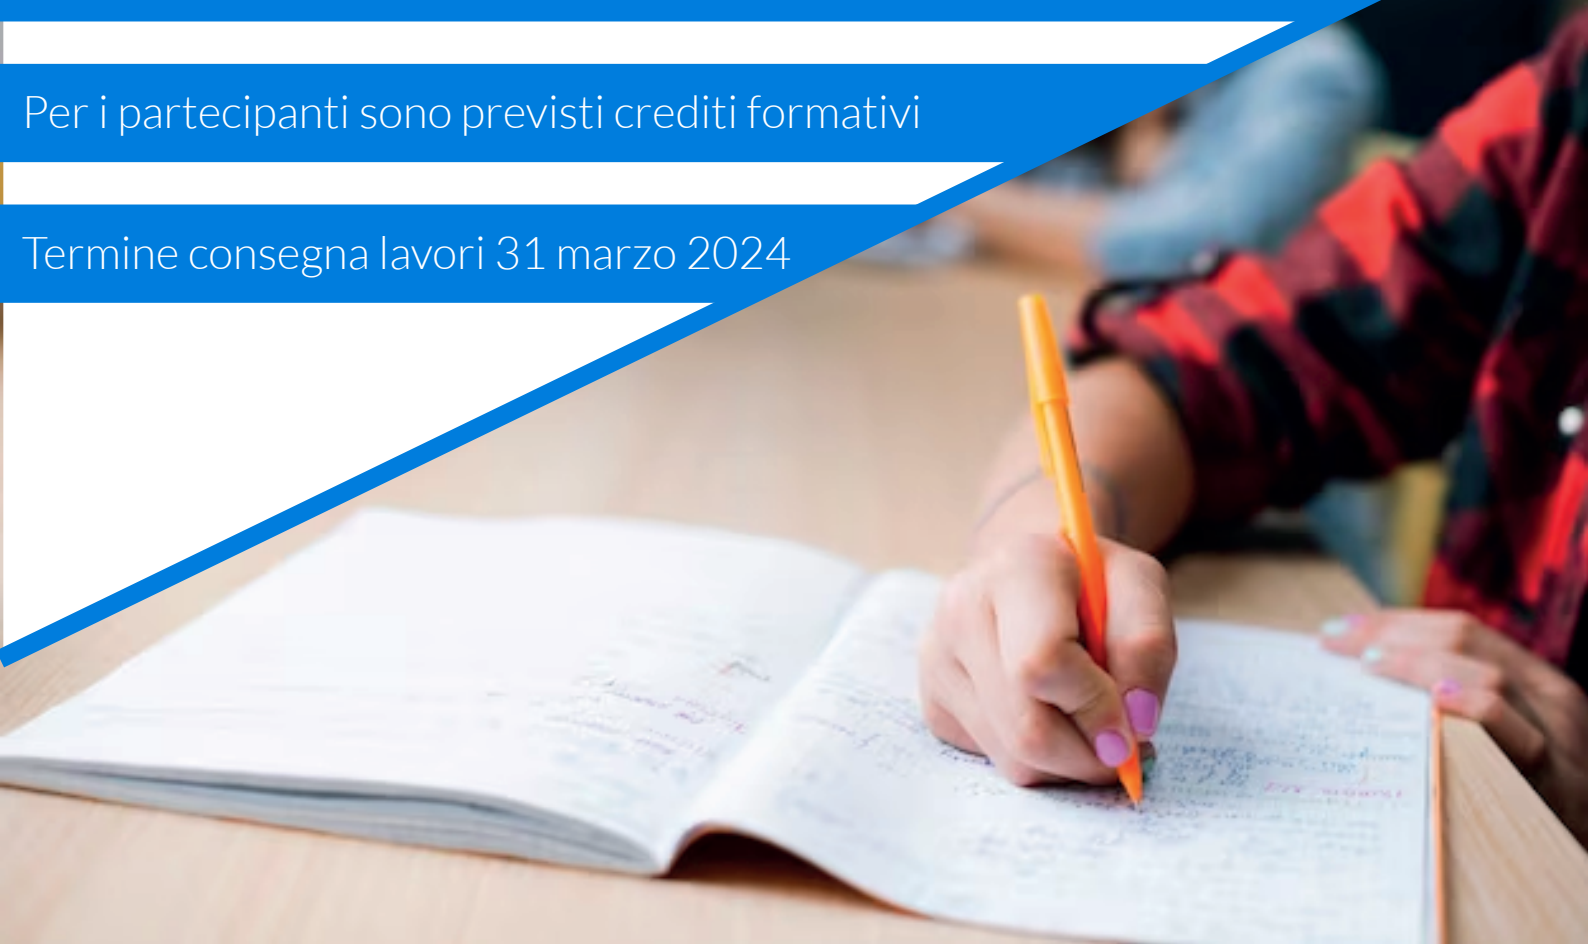 Per i partecipanti sono previsti crediti formativi
Termine consegna lavori 31 marzo 2024